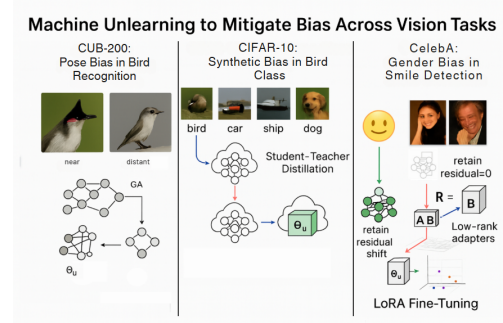 Machine Unlearning to Mitigate Bias Across Vision Tasks
CUB-200:
Pose Bias in Bird
Recognition
near
distant
GA
θu
CIFAR-10:
Synthetic Bias in Bird
Class
bird
car
ship
dog
Student-Teacher
Distillation
θu
CelebA:
Gender Bias in
Smile Detection
retain
residual=0
R =
B
A B
Low-rank
adapters
retain
residual
shift
θu
LoRA Fine-Tuning